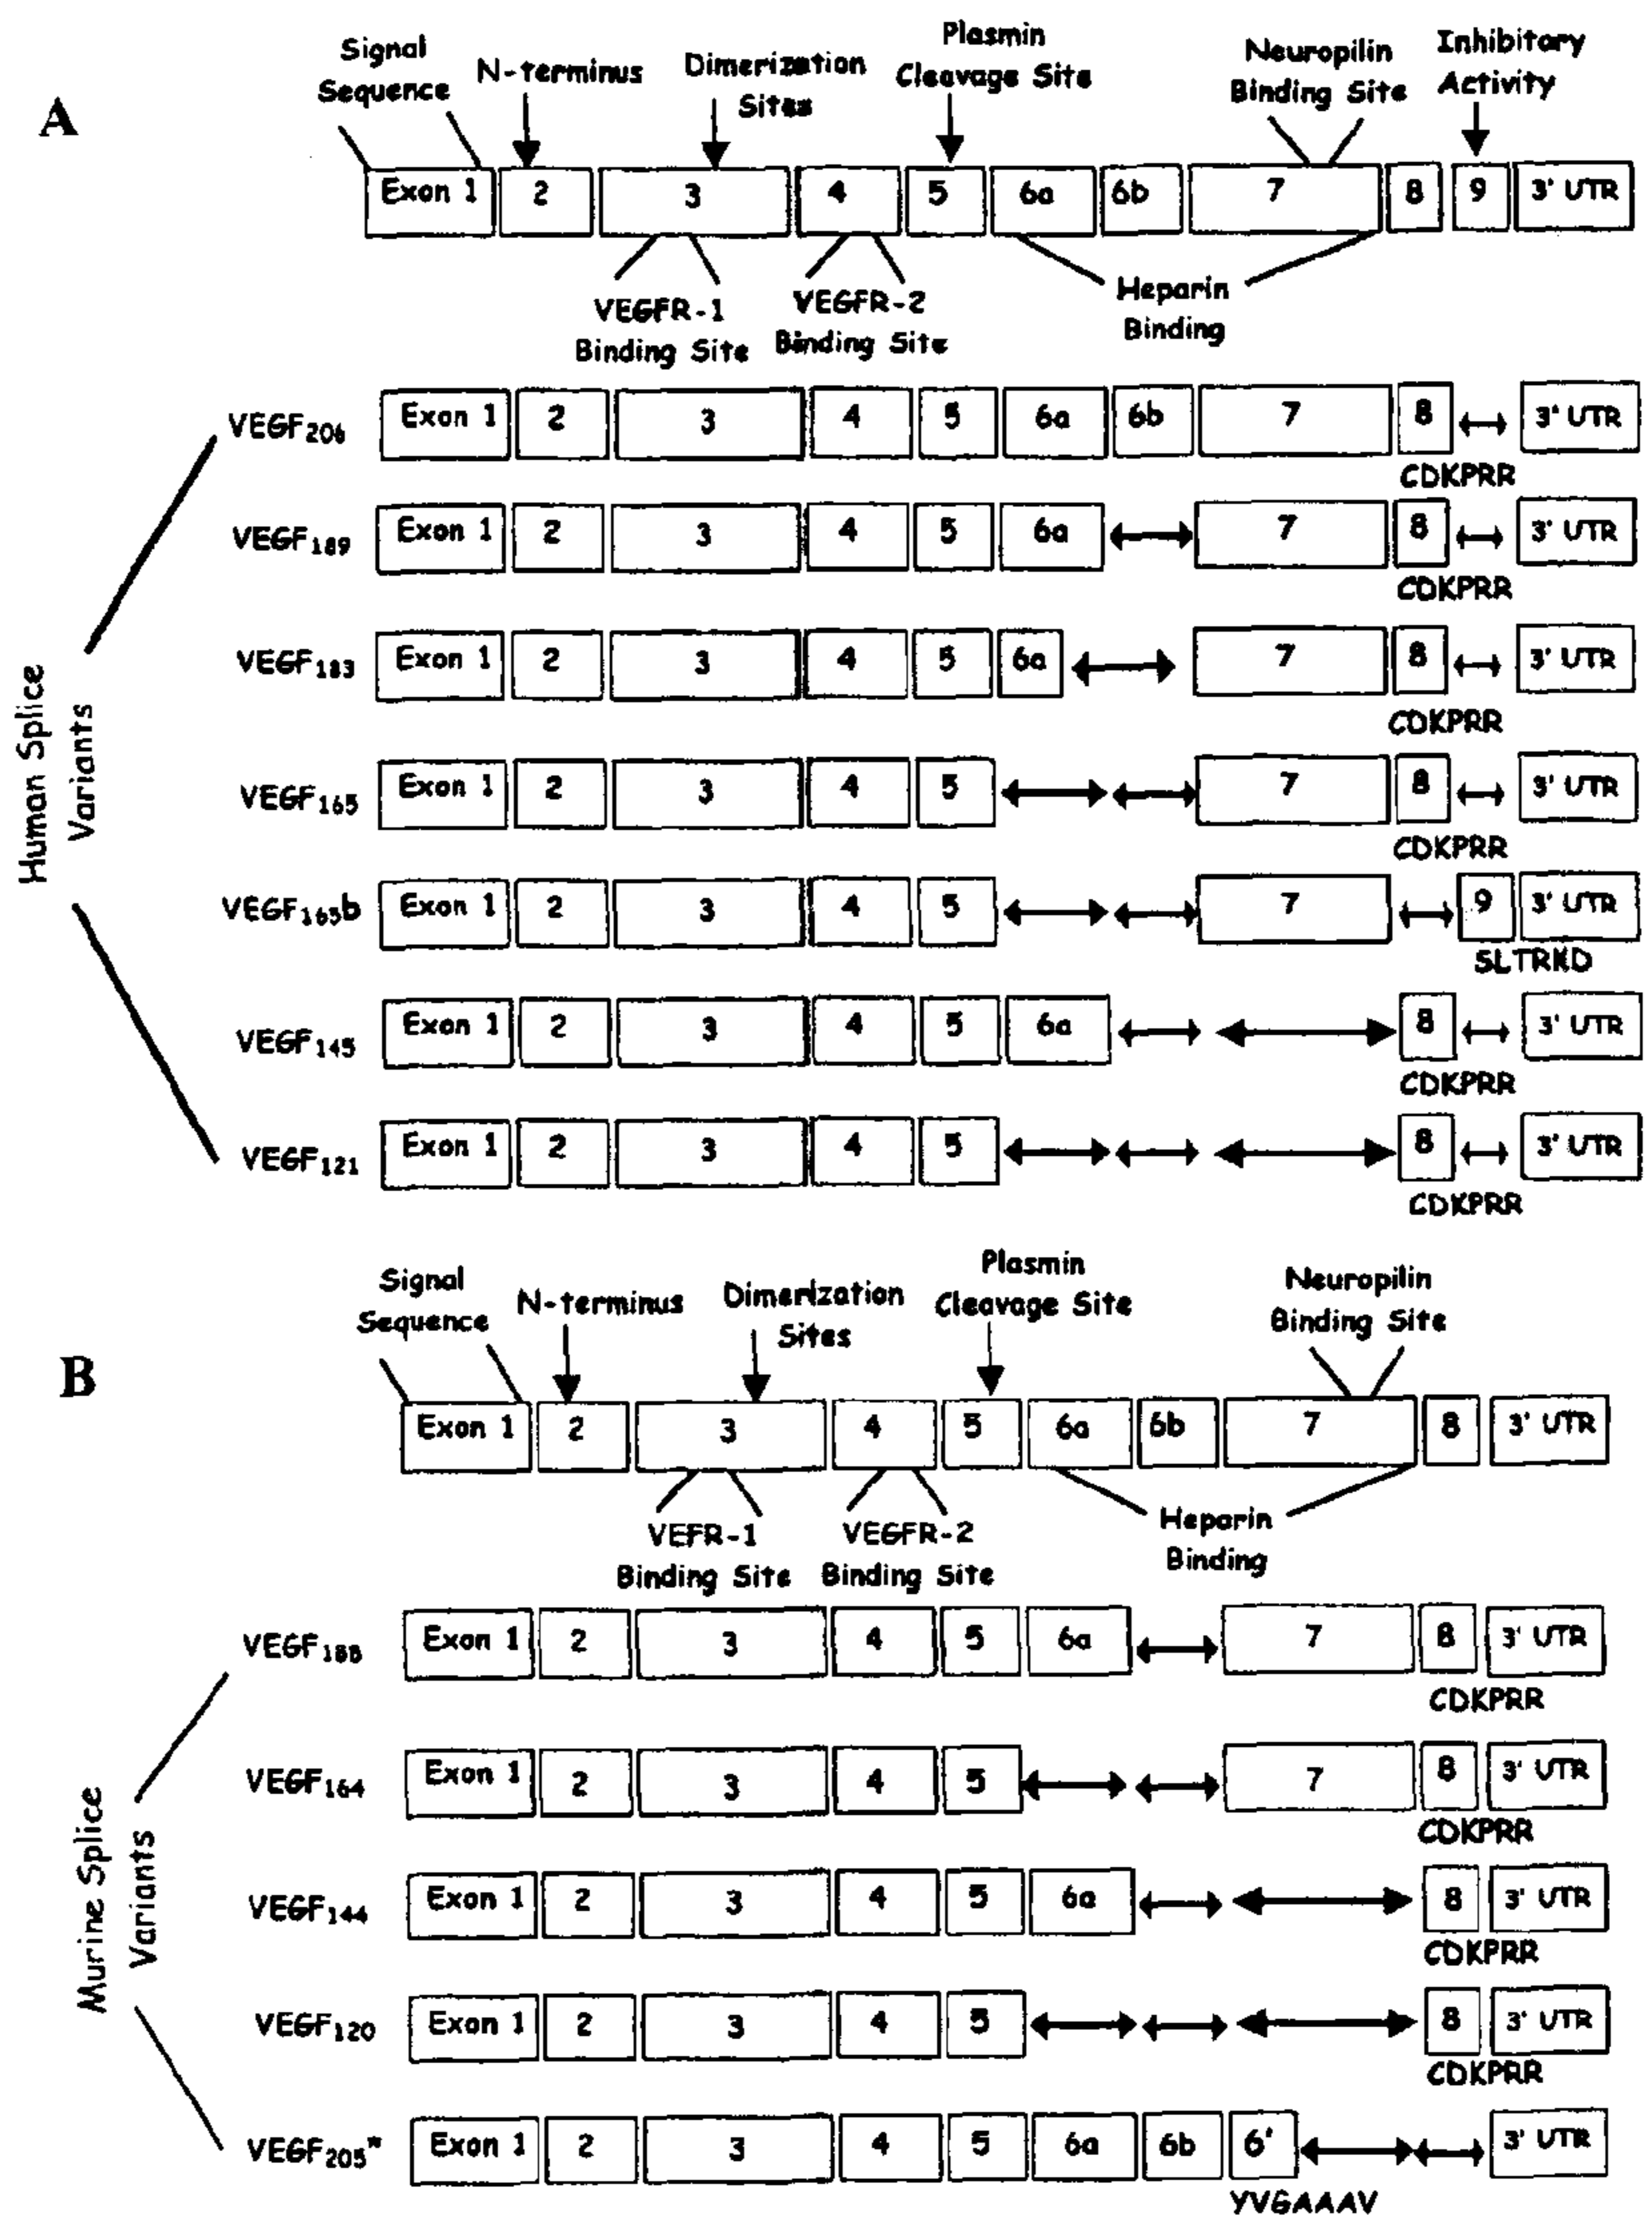 A
Signal
Sequence
N-terminus
Dimerization
Sites
Plasmin
Cleavage Site
Neuropilin
Binding Site
Inhibitory
Activity
Exon 1 2 3 4 5 6a 6b 7 8 9 3' UTR
VEGFR-1
Binding Site
VEGFR-2
Binding Site
Heparin
Binding
Human Splice
Variants
VEGF206 Exon 1 2 3 4 5 6a 6b 7 8 3' UTR
CDKPRR
VEGF189 Exon 1 2 3 4 5 6a 7 8 3' UTR
CDKPRR
VEGF183 Exon 1 2 3 4 5 6a 7 8 3' UTR
CDKPRR
VEGF165 Exon 1 2 3 4 5 7 8 3' UTR
CDKPRR
VEGF165b Exon 1 2 3 4 5 7 9 3' UTR
SLTRKD
VEGF145 Exon 1 2 3 4 5 6a 8 3' UTR
CDKPRR
VEGF121 Exon 1 2 3 4 5 8 3' UTR
CDKPRR
B
Signal
Sequence
N-terminus
Dimerization
Sites
Plasmin
Cleavage Site
Neuropilin
Binding Site
Exon 1 2 3 4 5 6a 6b 7 8 3' UTR
VEFR-1
Binding Site
VEGFR-2
Binding Site
Heparin
Binding
Murine Splice
Variants
VEGF188 Exon 1 2 3 4 5 6a 7 8 3' UTR
CDKPRR
VEGF164 Exon 1 2 3 4 5 7 8 3' UTR
CDKPRR
VEGF144 Exon 1 2 3 4 5 6a 8 3' UTR
CDKPRR
VEGF120 Exon 1 2 3 4 5 8 3' UTR
CDKPRR
VEGF205* Exon 1 2 3 4 5 6a 6b 6' 3' UTR
YVGAAAV